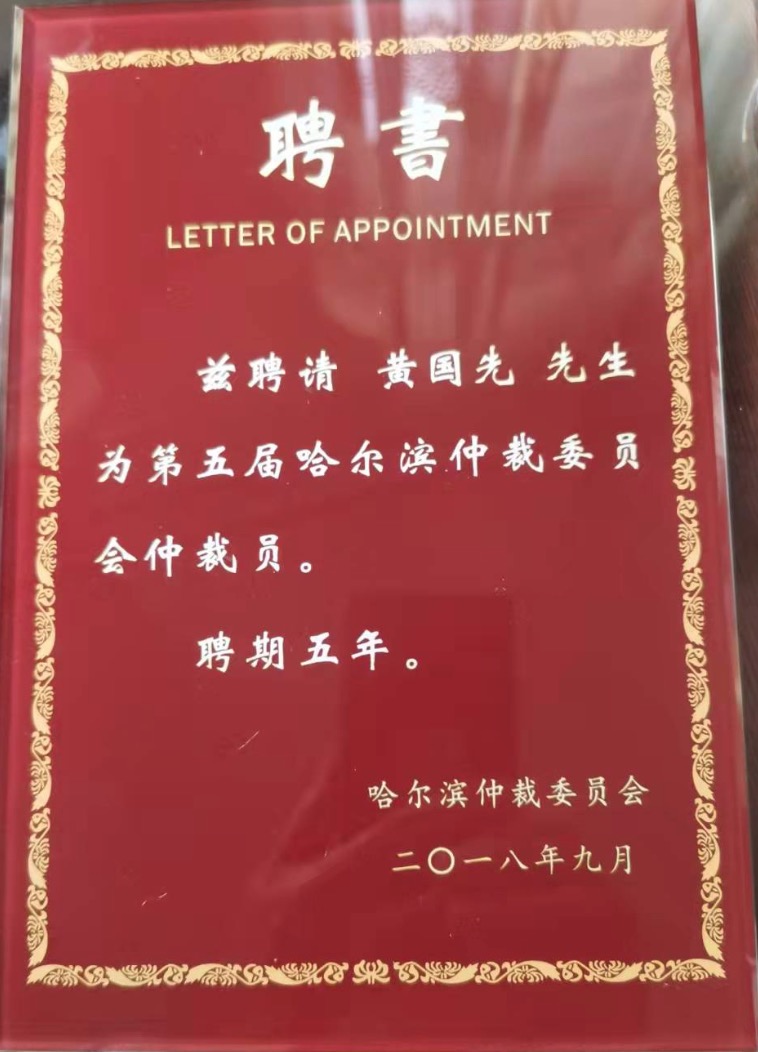 聘書
LETTER OF APPOINTMENT
兹聘请 黄国先 先生
为第五届哈尔滨仲裁委员
会仲裁员。
聘期五年。
哈尔滨仲裁委员会
二〇一八年九月